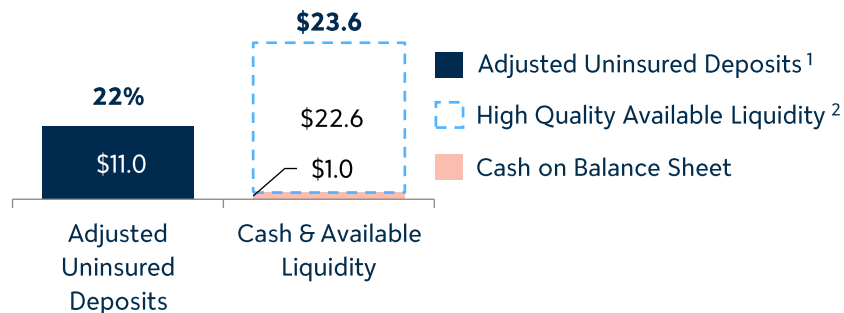 $23.6
22%
$11.0
$22.6
$1.0
Adjusted Uninsured Deposits ¹
High Quality Available Liquidity ²
Cash on Balance Sheet
Adjusted
Uninsured
Deposits
Cash & Available
Liquidity